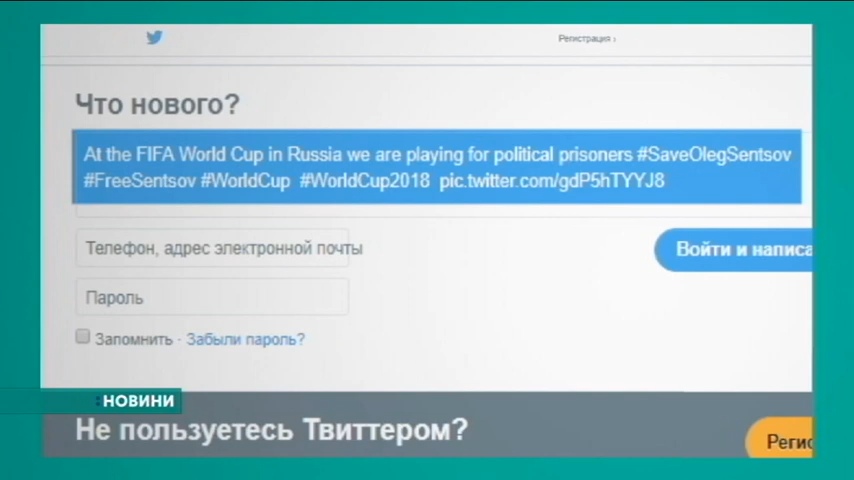 Регистрация
Что нового?
At the FIFA World Cup in Russia we are playing for political prisoners #SaveOlegSentsov
#FreeSentsov #WorldCup #WorldCup2018 pic.twitter.com/gdP5hTYYJ8
Телефон, адрес электронной почты
Войти и написа
Пароль
Запомнить · Забыли пароль?
НОВИНИ
Не пользуетесь Твиттером?
Регис